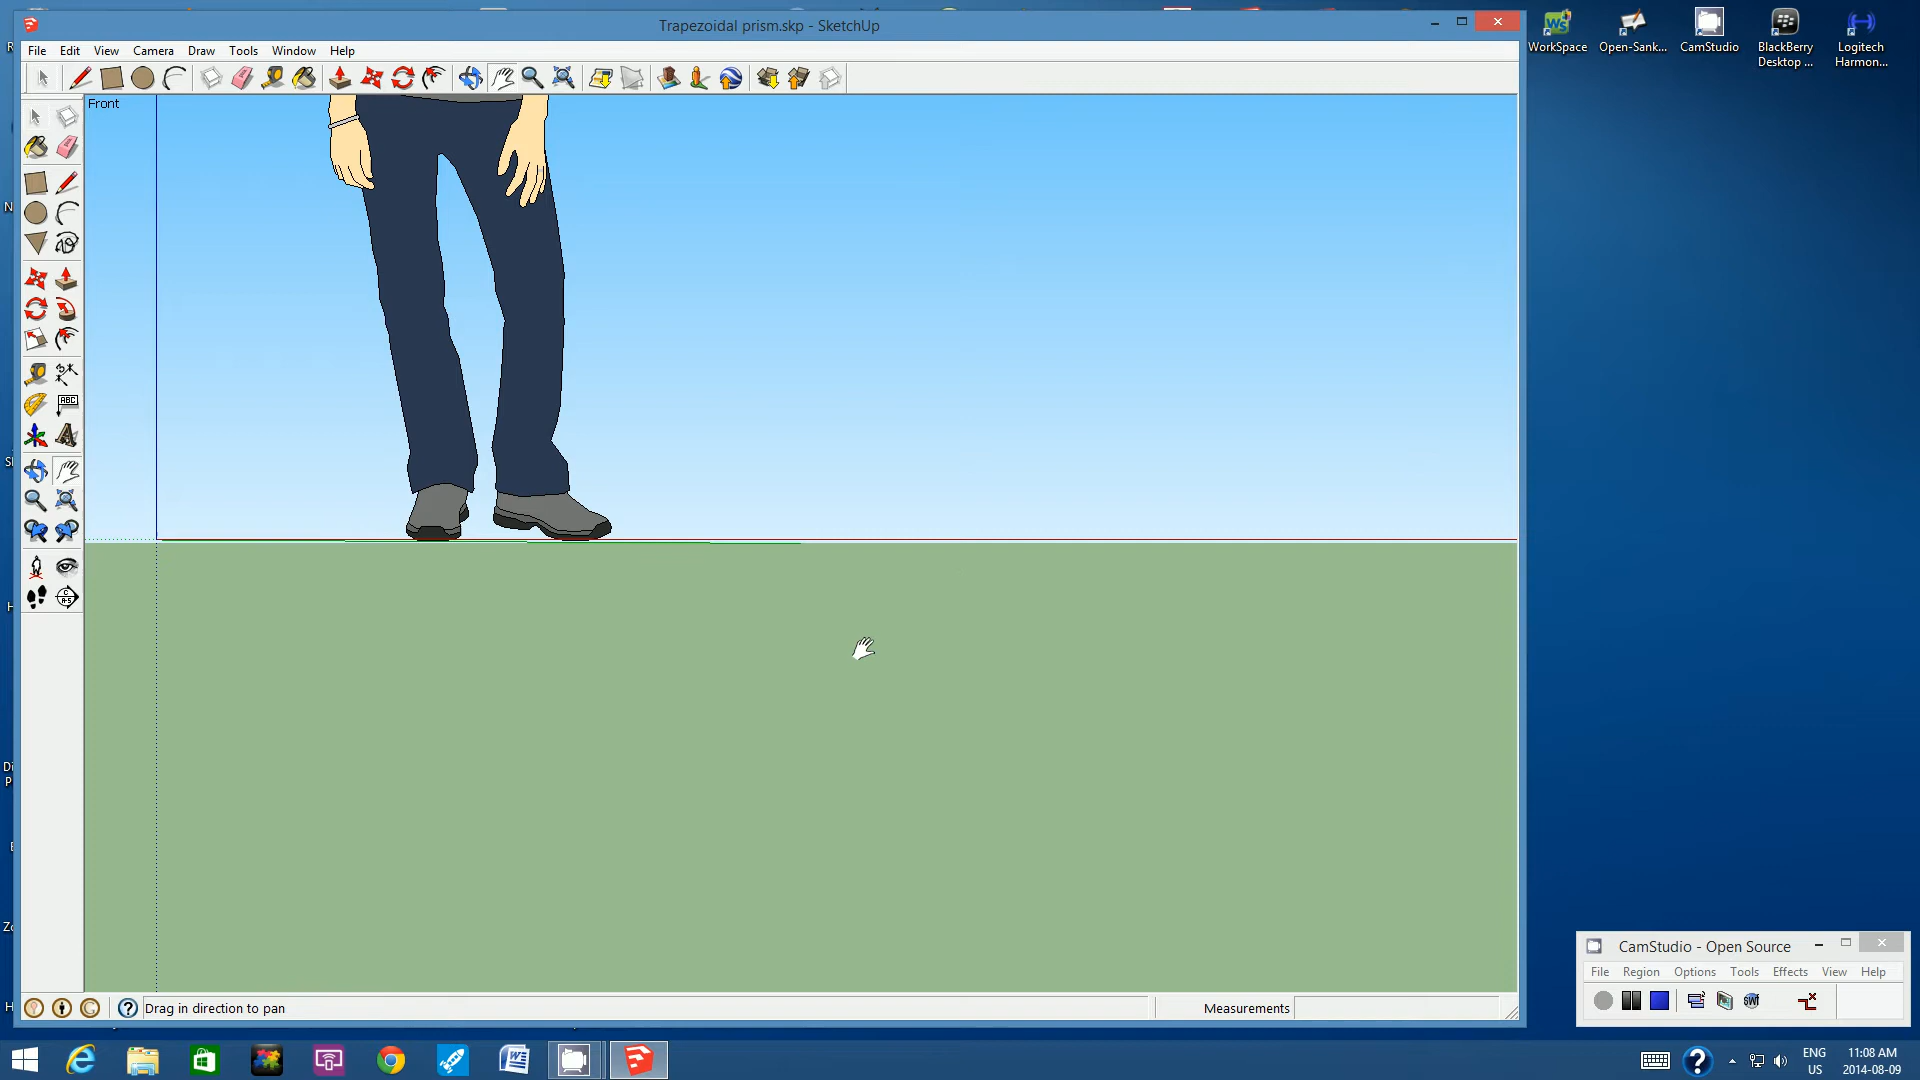 Trapezoidal prism.skp - SketchUp
File Edit View Camera Draw Tools Window Help
Front
ABC
Drag in direction to pan
Measurements
WorkSpace
Open-Sank...
CamStudio
BlackBerry
Desktop ...
Logitech
Harmon...
CamStudio - Open Source
File Region Options Tools Effects View Help
ENG
US
11:08 AM
2014-08-09